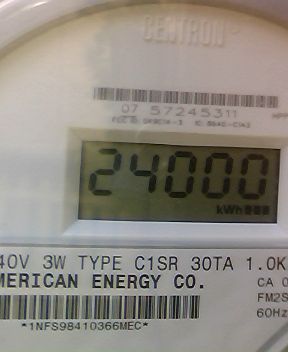 CENTRON
07 57245311
24000
kWh
40V 3W TYPE C1SR 30TA 1.0K
MERICAN ENERGY CO.
CA 0
FM2S
60Hz
*1NFS98410366MEC*